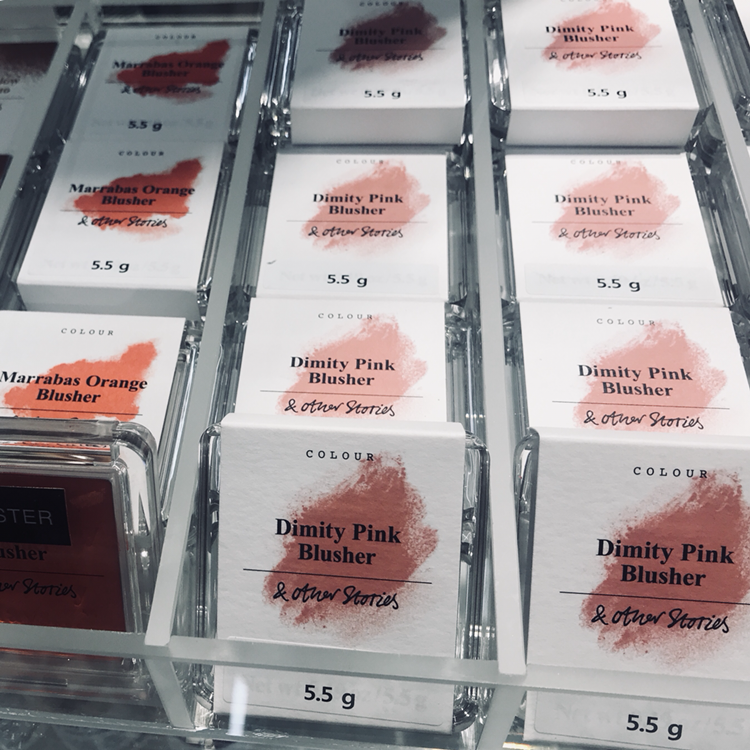 COLOUR
Marrabas Orange
Blusher
& other Stories
5.5 g
COLOUR
Marrabas Orange
Blusher
& other Stories
5.5 g
COLOUR
Marrabas Orange
Blusher
STER
usher
er Stories
Dimity Pink
Blusher
& other Stories
5.5 g
COLOUR
Dimity Pink
Blusher
& other Stories
5.5 g
COLOUR
Dimity Pink
Blusher
& other Stories
COLOUR
Dimity Pink
Blusher
& other Stories
5.5 g
Dimity Pink
Blusher
& other Stories
5.5 g
COLOUR
Dimity Pink
Blusher
& other Stories
5.5 g
COLOUR
Dimity Pink
Blusher
& other Stories
COLOUR
Dimity Pink
Blusher
& other Stories
5.5 g